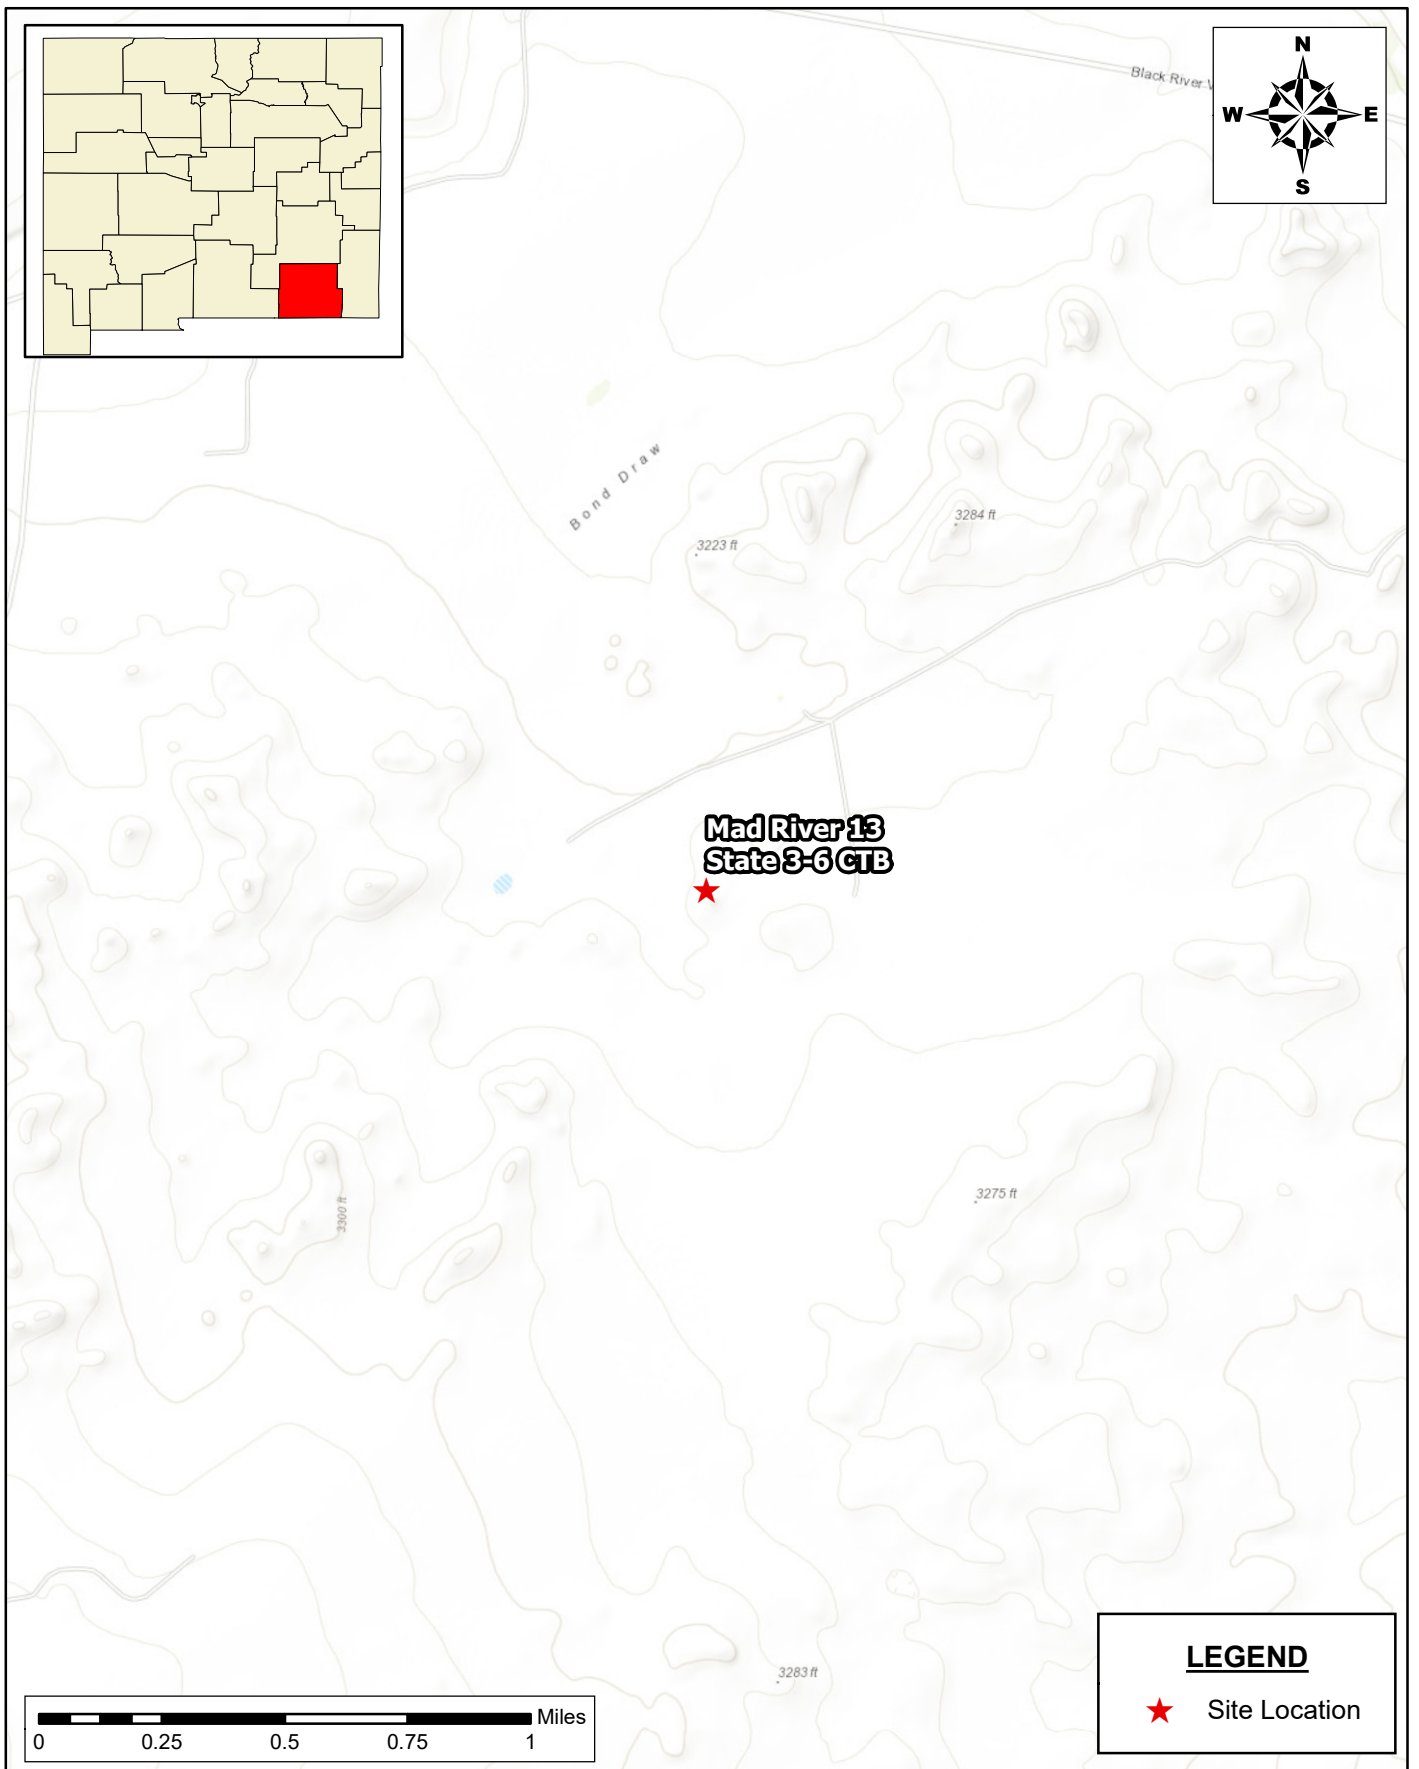 Black River V
N
W
E
S
Bond Draw
3284 ft
3223 ft
Mad River 13
State 3-6 CTB
3275 ft
3300 ft
3283 ft
LEGEND
Site Location
Miles
0 0.25 0.5 0.75 1